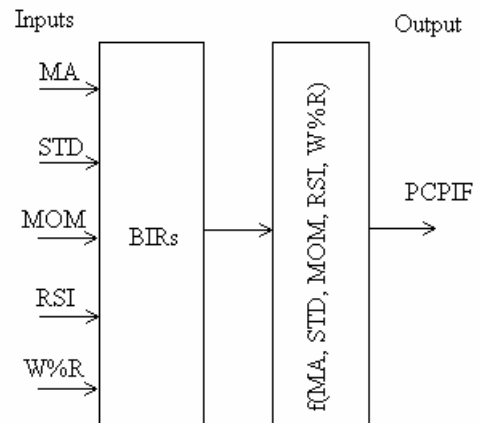 Inputs
Output
MA
STD
MOM
RSI
W%R
BIRs
f(MA, STD, MOM, RSI, W%R)
PCPIF